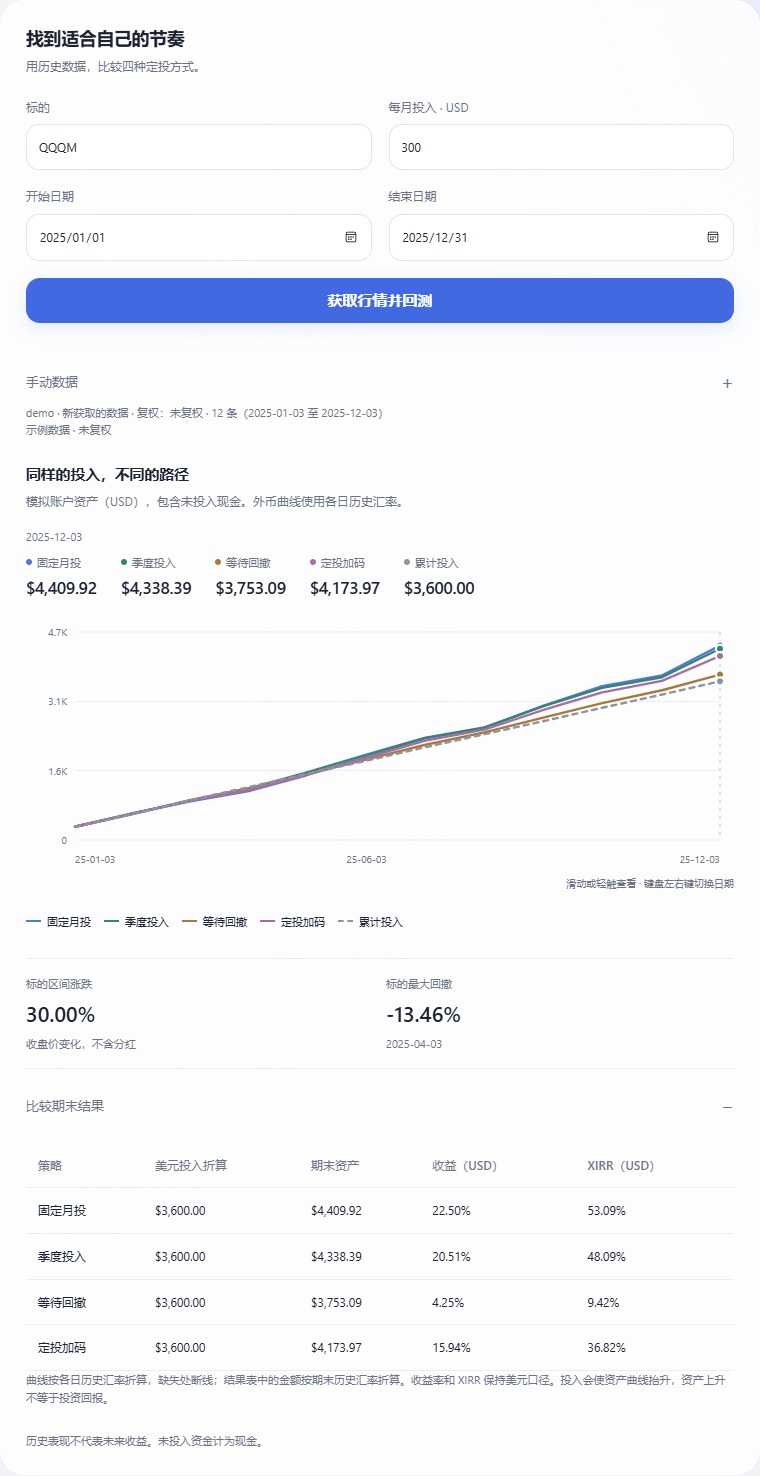 找到适合自己的节奏
用历史数据，比较四种定投方式。
标的
每月投入 · USD
QQQM
300
开始日期
结束日期
2025/01/01
2025/12/31
获取行情并回测
手动数据
+
demo · 新获取的数据 · 复权：未复权 · 12 条（2025-01-03 至 2025-12-03）
示例数据 · 未复权
同样的投入，不同的路径
模拟账户资产（USD），包含未投入现金。外币曲线使用各日历史汇率。
2025-12-03
固定月投 季度投入 等待回撤 定投加码 累计投入
$4,409.92 $4,338.39 $3,753.09 $4,173.97 $3,600.00
4.7K
3.1K
1.6K
0
25-01-03 25-06-03 25-12-03
滑动或轻触查看 · 键盘左右键切换日期
固定月投 季度投入 等待回撤 定投加码 累计投入
标的区间涨跌
30.00%
收盘价变化，不含分红
标的最大回撤
-13.46%
2025-04-03
比较期末结果
–
策略 美元投入折算 期末资产 收益（USD） XIRR（USD）
固定月投 $3,600.00 $4,409.92 22.50% 53.09%
季度投入 $3,600.00 $4,338.39 20.51% 48.09%
等待回撤 $3,600.00 $3,753.09 4.25% 9.42%
定投加码 $3,600.00 $4,173.97 15.94% 36.82%
曲线按各日历史汇率折算，缺失处断线；结果表中的金额按期末历史汇率折算。收益率和 XIRR 保持美元口径。投入会使资产曲线抬升，资产上升
不等于投资回报。
历史表现不代表未来收益。未投入资金计为现金。